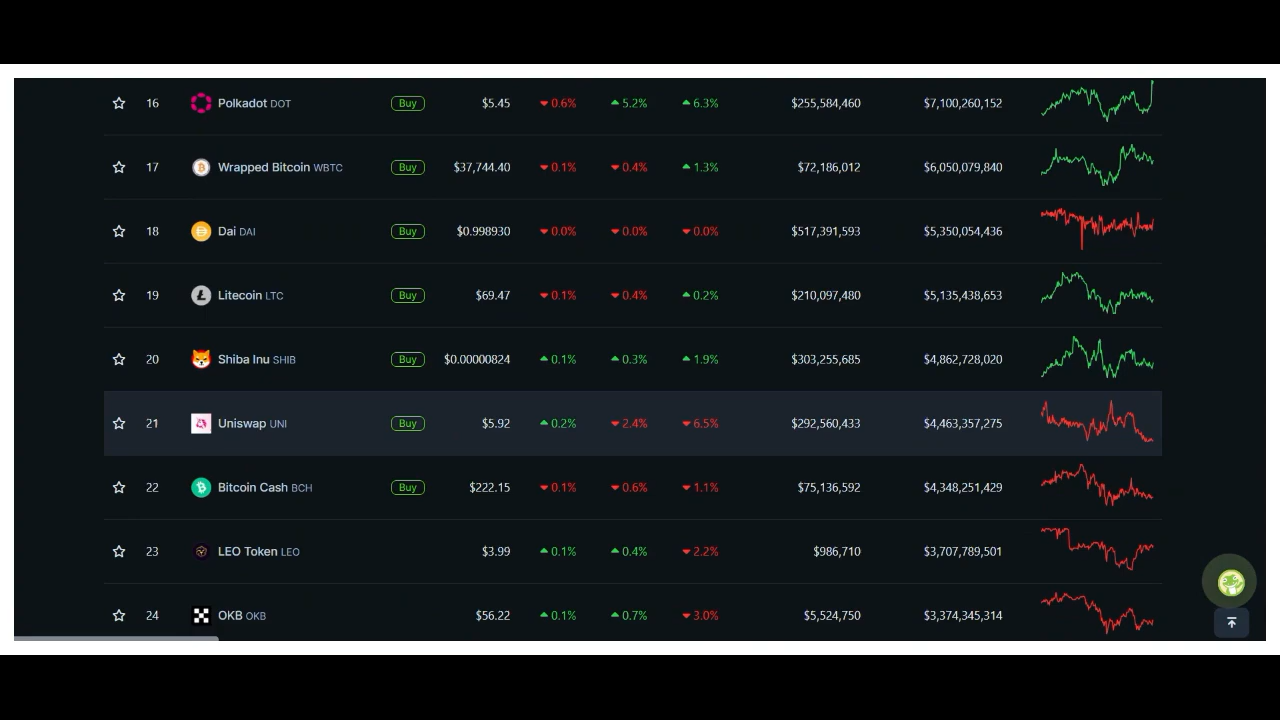 16 Polkadot DOT Buy $5.45 0.6% 5.2% 6.3% $255,584,460 $7,100,260,152
17 Wrapped Bitcoin WBTC Buy $37,744.40 0.1% 0.4% 1.3% $72,186,012 $6,050,079,840
18 Dai DAI Buy $0.998930 0.0% 0.0% 0.0% $517,391,593 $5,350,054,436
19 Litecoin LTC Buy $69.47 0.1% 0.4% 0.2% $210,097,480 $5,135,438,653
20 Shiba Inu SHIB Buy $0.00000824 0.1% 0.3% 1.9% $303,255,685 $4,862,728,020
21 Uniswap UNI Buy $5.92 0.2% 2.4% 6.5% $292,560,433 $4,463,357,275
22 Bitcoin Cash BCH Buy $222.15 0.1% 0.6% 1.1% $75,136,592 $4,348,251,429
23 LEO Token LEO $3.99 0.1% 0.4% 2.2% $986,710 $3,707,789,501
24 OKB OKB $56.22 0.1% 0.7% 3.0% $5,524,750 $3,374,345,314